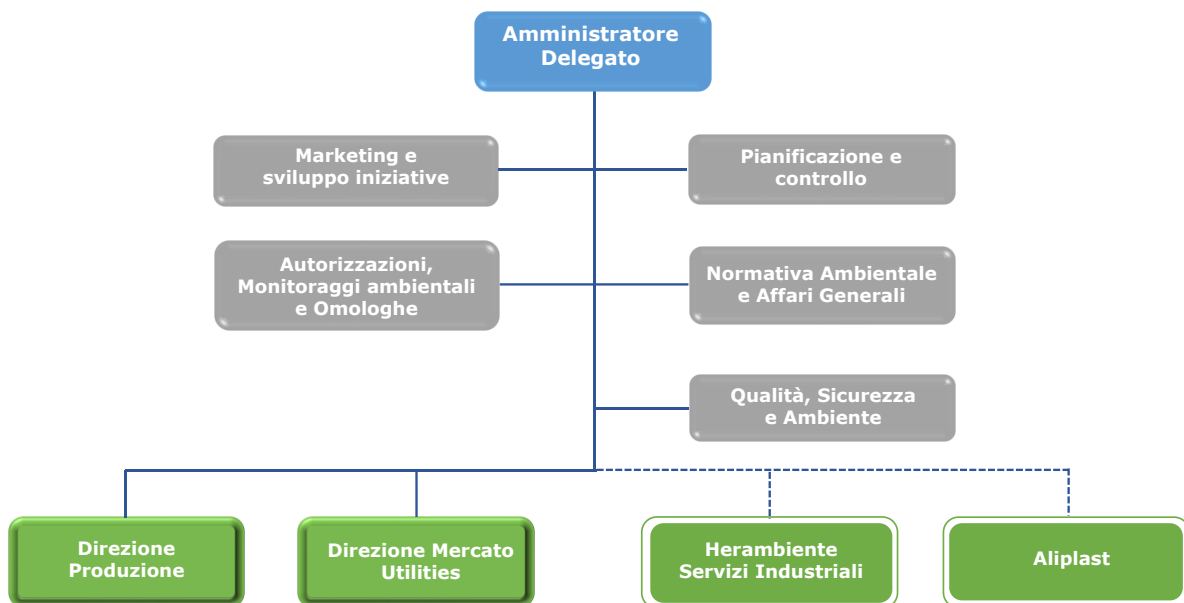 Amministratore
Delegato
Marketing e
sviluppo iniziative
Pianificazione e
controllo
Autorizzazioni,
Monitoraggi ambientali
e Omologhe
Normativa Ambientale
e Affari Generali
Qualità, Sicurezza
e Ambiente
Direzione
Produzione
Direzione Mercato
Utilities
Herambiente
Servizi Industriali
Aliplast